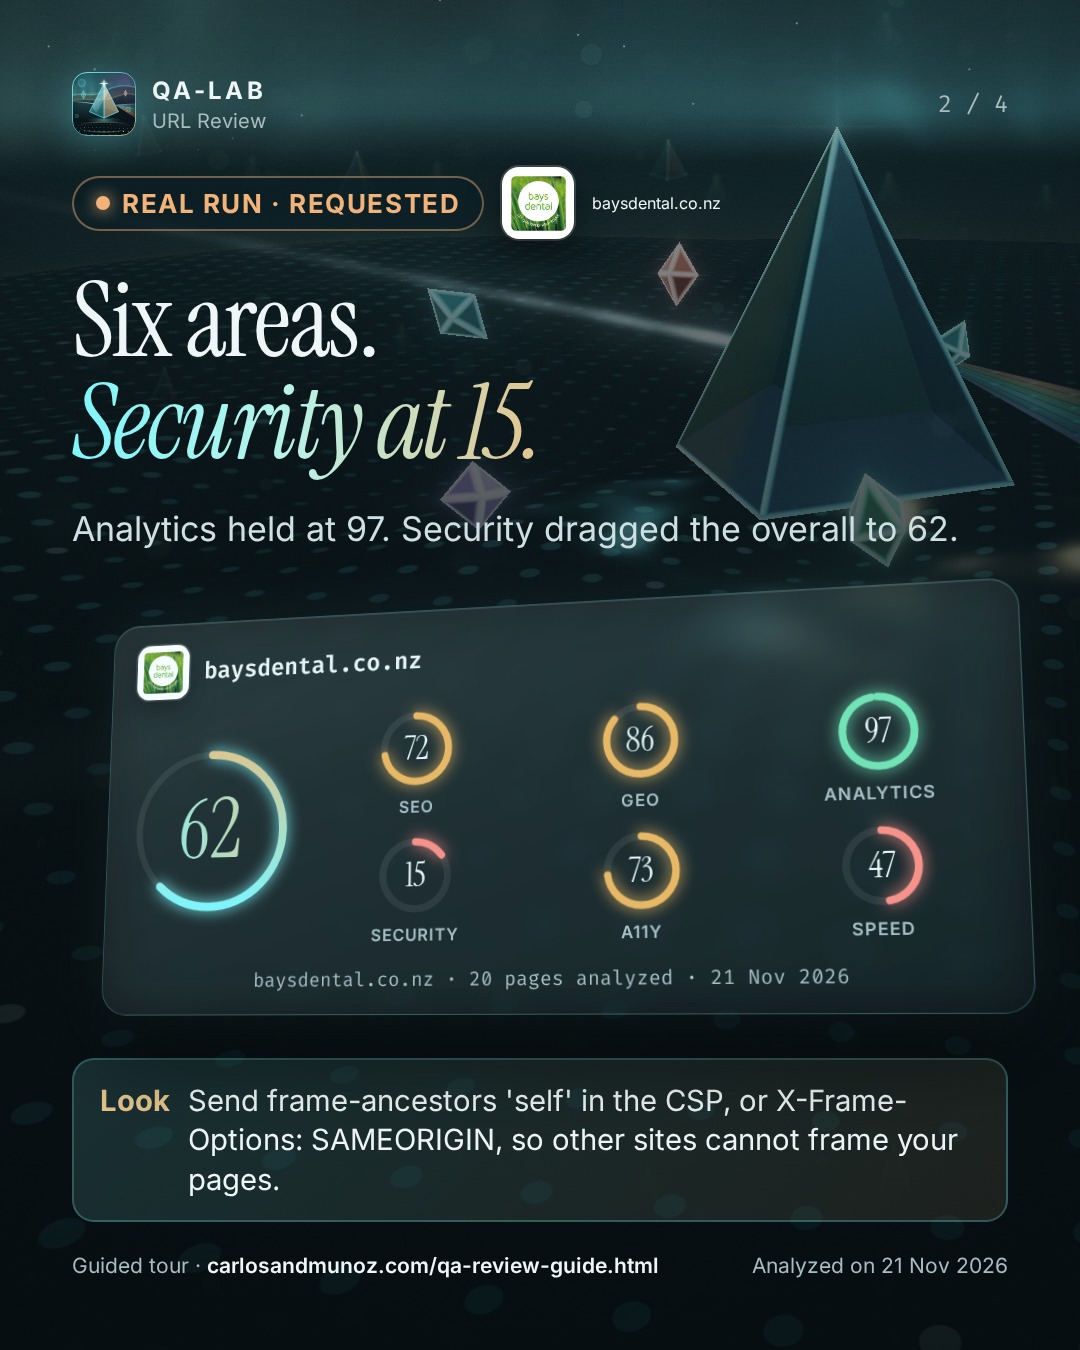 QA-LAB
URL Review
2 / 4
REAL RUN · REQUESTED
bays
dental
baysdental.co.nz
Six areas.
Security at 15.
Analytics held at 97. Security dragged the overall to 62.
bays
dental
baysdental.co.nz
62
72
SEO
86
GEO
97
ANALYTICS
15
SECURITY
73
A11Y
47
SPEED
baysdental.co.nz · 20 pages analyzed · 21 Nov 2026
Look Send frame-ancestors 'self' in the CSP, or X-Frame-
Options: SAMEORIGIN, so other sites cannot frame your
pages.
Guided tour · carlosandmunoz.com/qa-review-guide.html
Analyzed on 21 Nov 2026